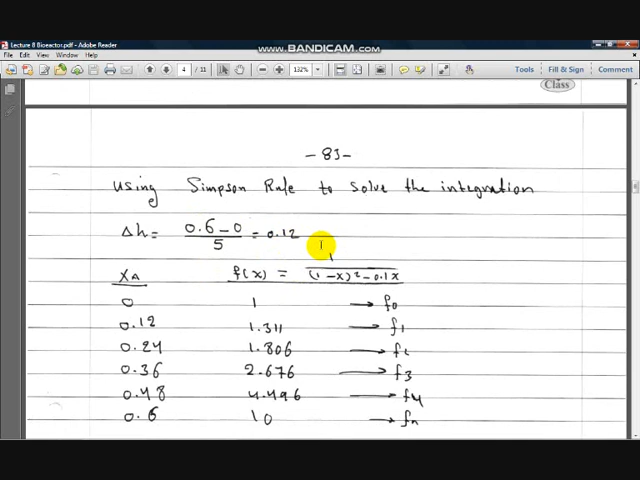 Lecture 8 Bioreactor.pdf - Adobe Reader
WWW.BANDICAM.COM
File Edit View Window Help
4 / 11 132% Tools Fill & Sign Comment
Class
- 83 -
Using Simpson Rule to solve the integration
Δh = (0.6 - 0)/5 = 0.12
XA f(x) = 1/((1-x)² - 0.1x)
0 1 → f0
0.12 1.311 → f1
0.24 1.806 → f2
0.36 2.676 → f3
0.48 4.496 → f4
0.6 10 → fn